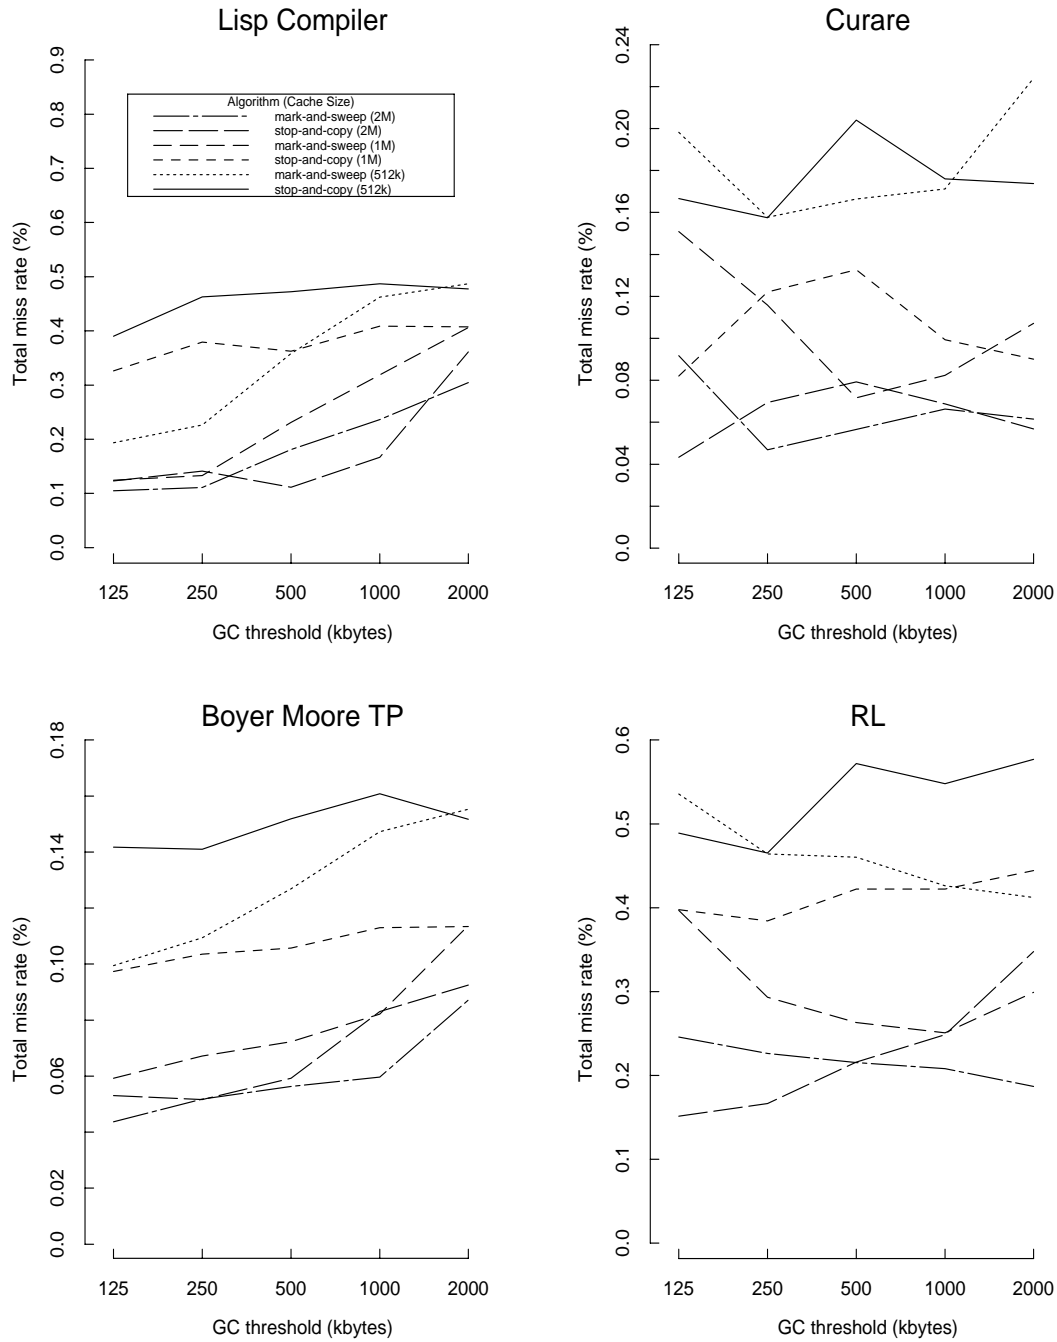 Lisp Compiler
Total miss rate (%)
0.0 0.1 0.2 0.3 0.4 0.5 0.6 0.7 0.8 0.9
Algorithm (Cache Size)
mark-and-sweep (2M)
stop-and-copy (2M)
mark-and-sweep (1M)
stop-and-copy (1M)
mark-and-sweep (512k)
stop-and-copy (512k)
125 250 500 1000 2000
GC threshold (kbytes)
Curare
Total miss rate (%)
0.0 0.04 0.08 0.12 0.16 0.20 0.24
125 250 500 1000 2000
GC threshold (kbytes)
Boyer Moore TP
Total miss rate (%)
0.0 0.02 0.06 0.10 0.14 0.18
125 250 500 1000 2000
GC threshold (kbytes)
RL
Total miss rate (%)
0.0 0.1 0.2 0.3 0.4 0.5 0.6
125 250 500 1000 2000
GC threshold (kbytes)